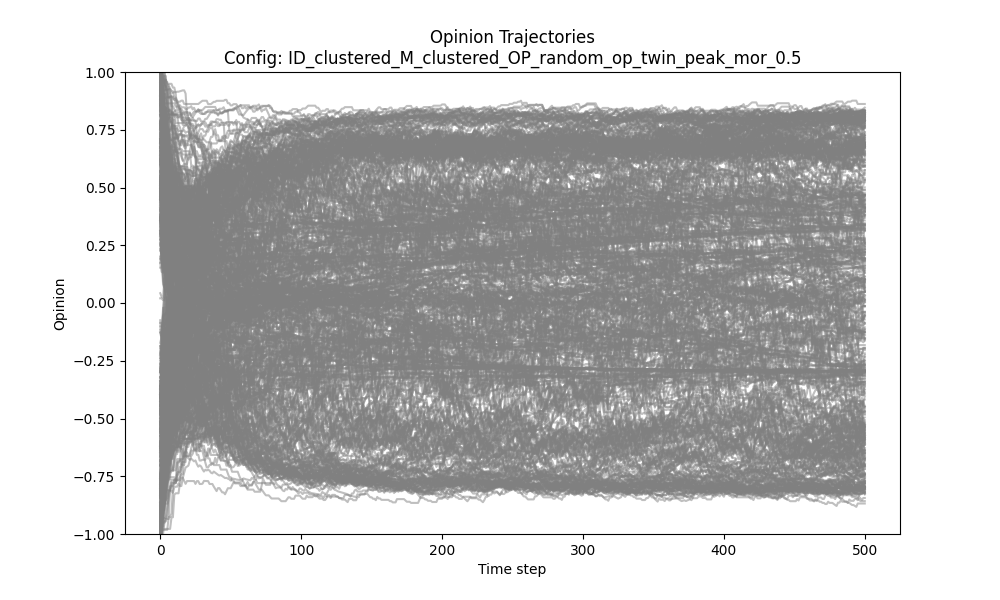 Opinion Trajectories
Config: ID_clustered_M_clustered_OP_random_op_twin_peak_mor_0.5
1.00
0.75
0.50
0.25
0.00
−0.25
−0.50
−0.75
−1.00
Opinion
0 100 200 300 400 500
Time step